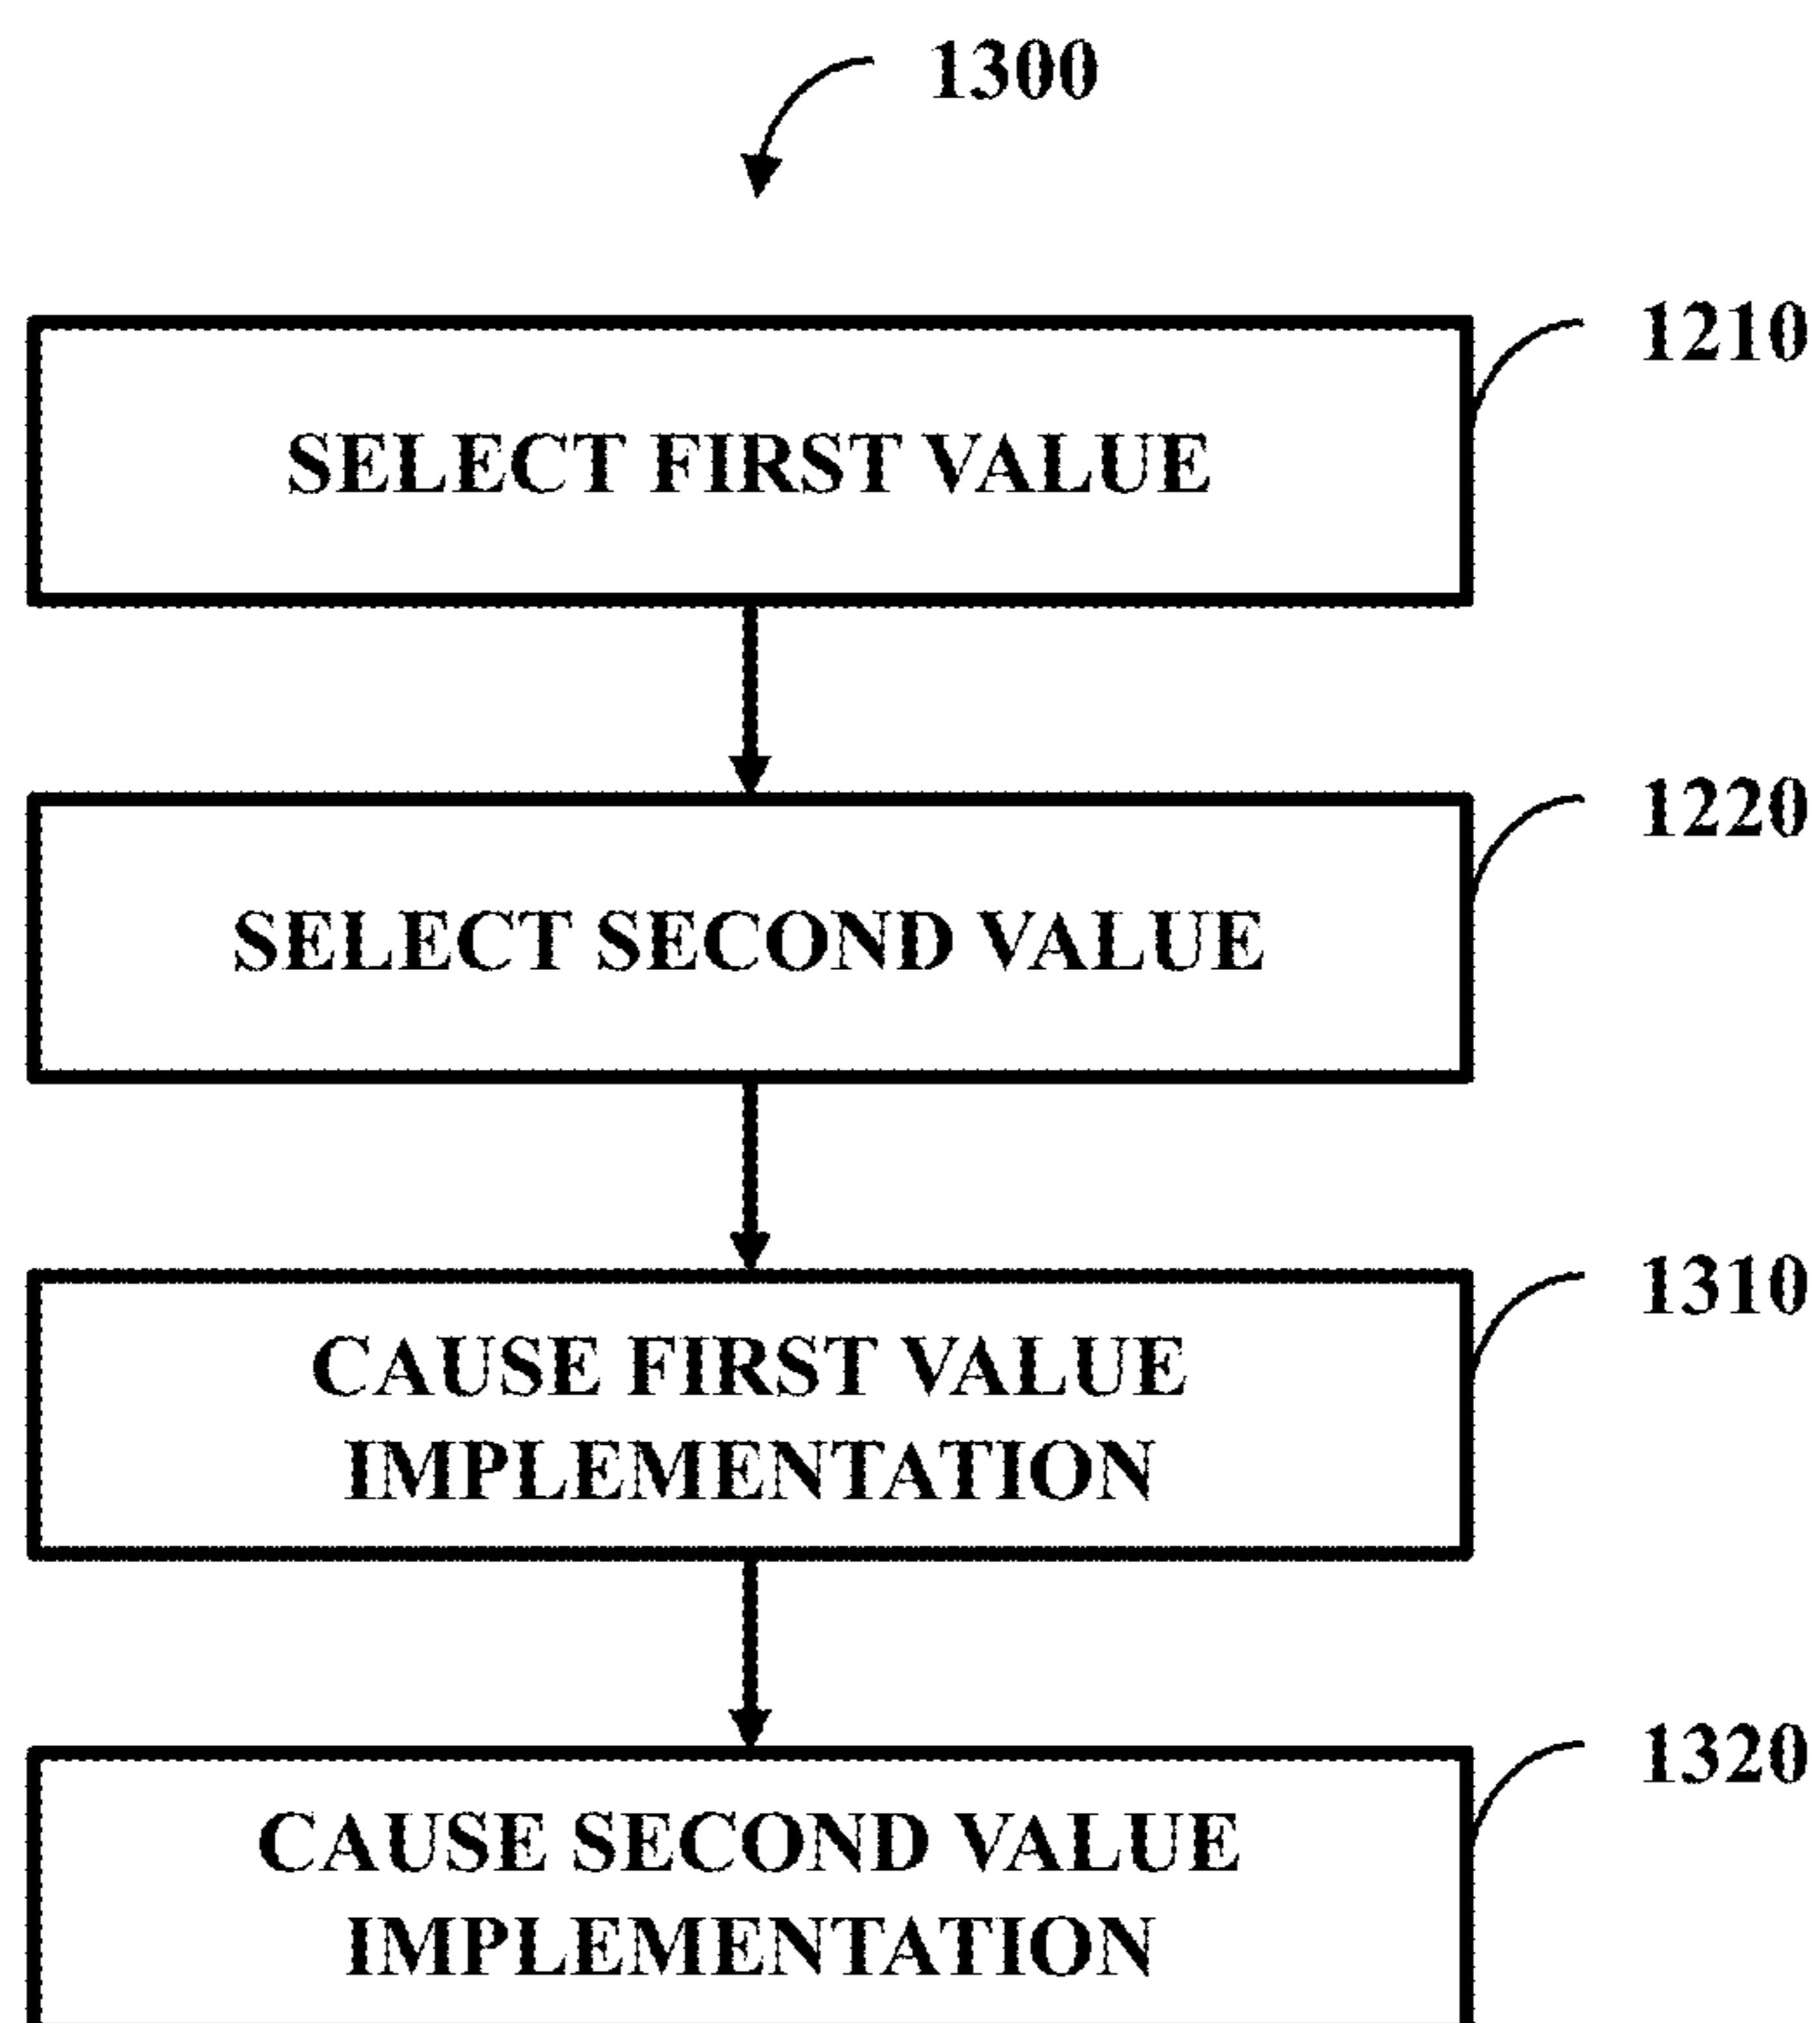 1300
1210
SELECT FIRST VALUE
1220
SELECT SECOND VALUE
1310
CAUSE FIRST VALUE
IMPLEMENTATION
1320
CAUSE SECOND VALUE
IMPLEMENTATION